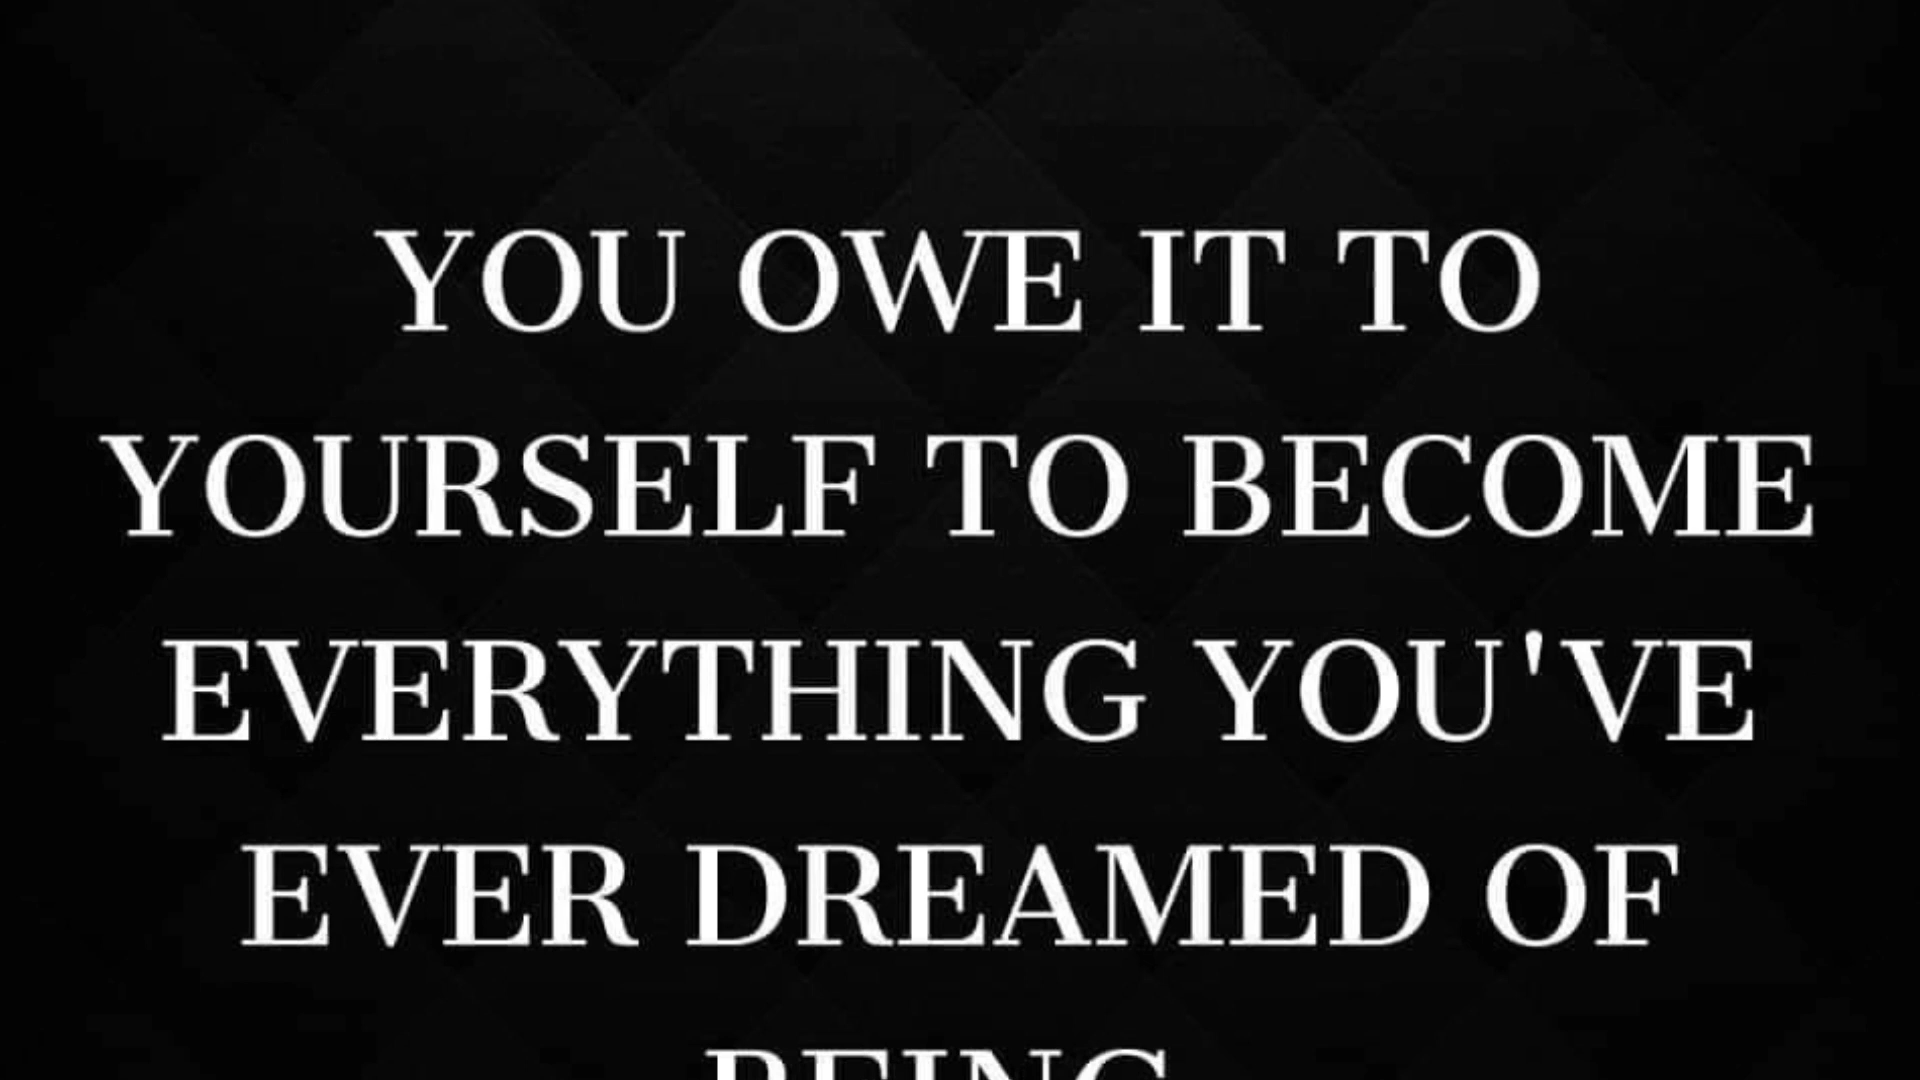 YOU OWE IT TO
YOURSELF TO BECOME
EVERYTHING YOU'VE
EVER DREAMED OF
BEING